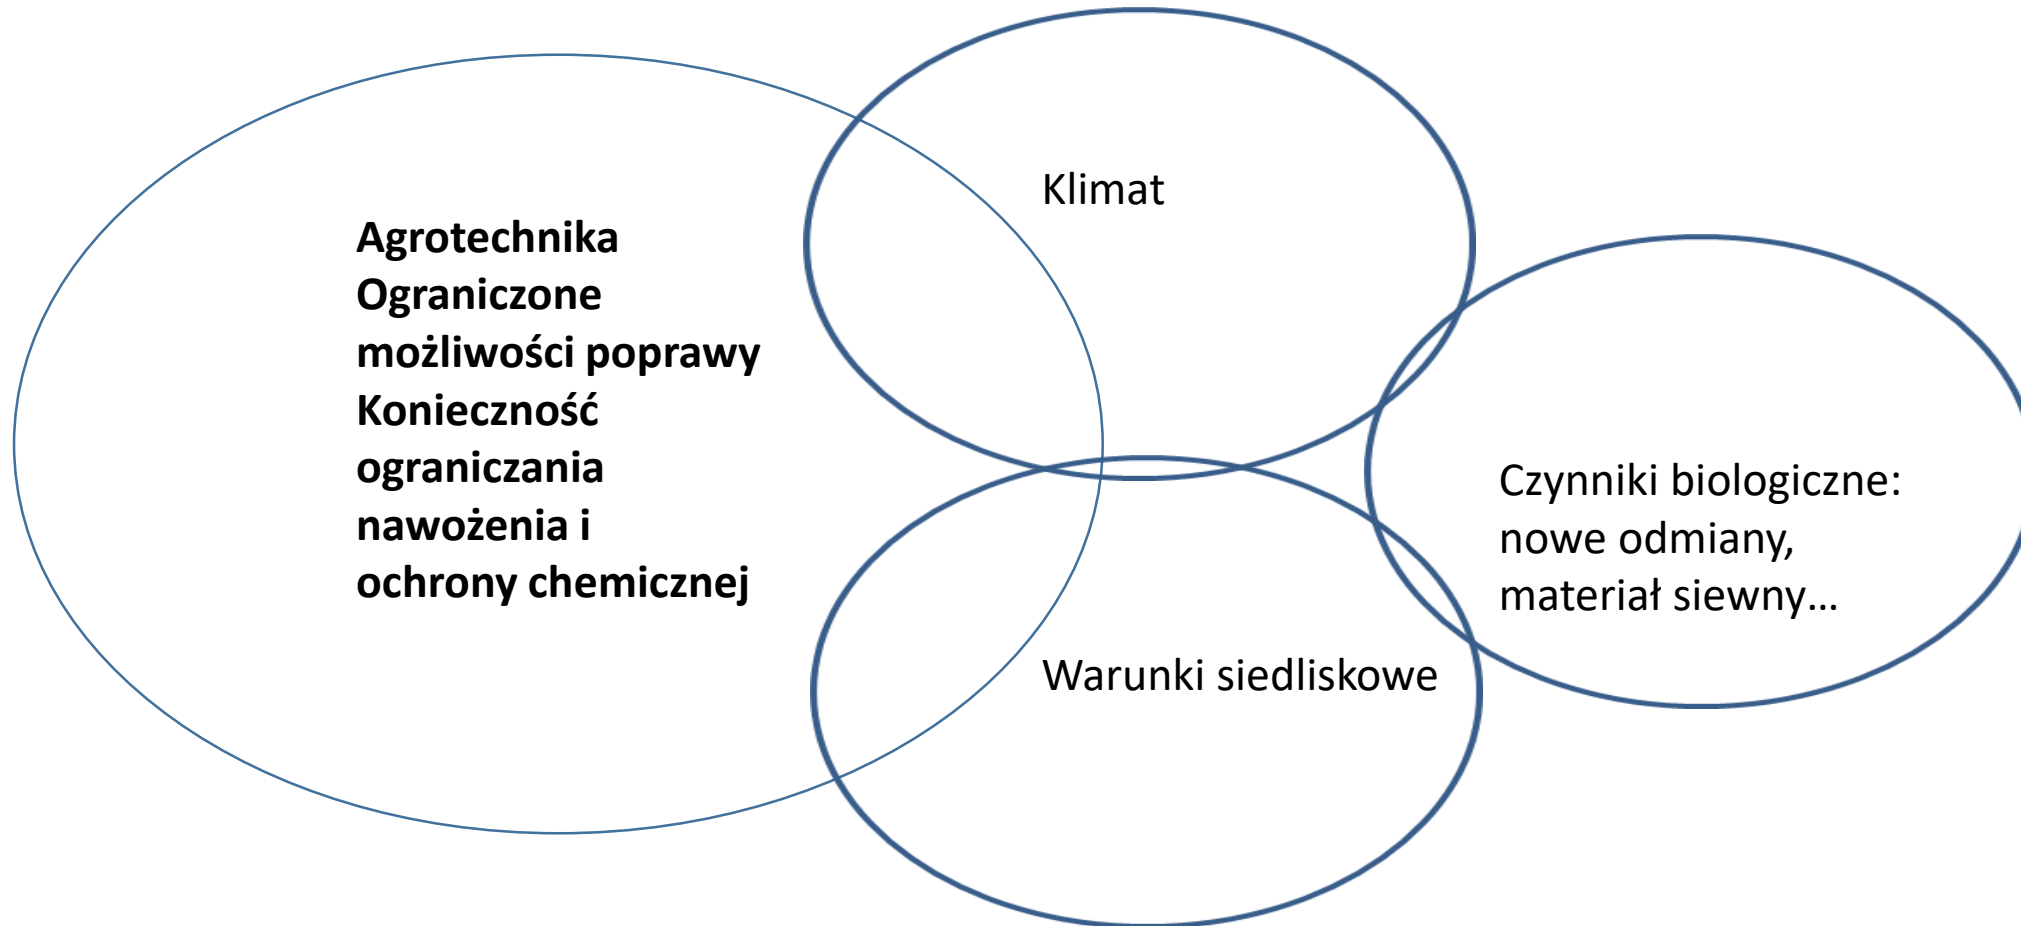 Agrotechnika
Ograniczone
możliwości poprawy
Konieczność
ograniczania
nawożenia i
ochrony chemicznej
Klimat
Czynniki biologiczne:
nowe odmiany,
materiał siewny…
Warunki siedliskowe